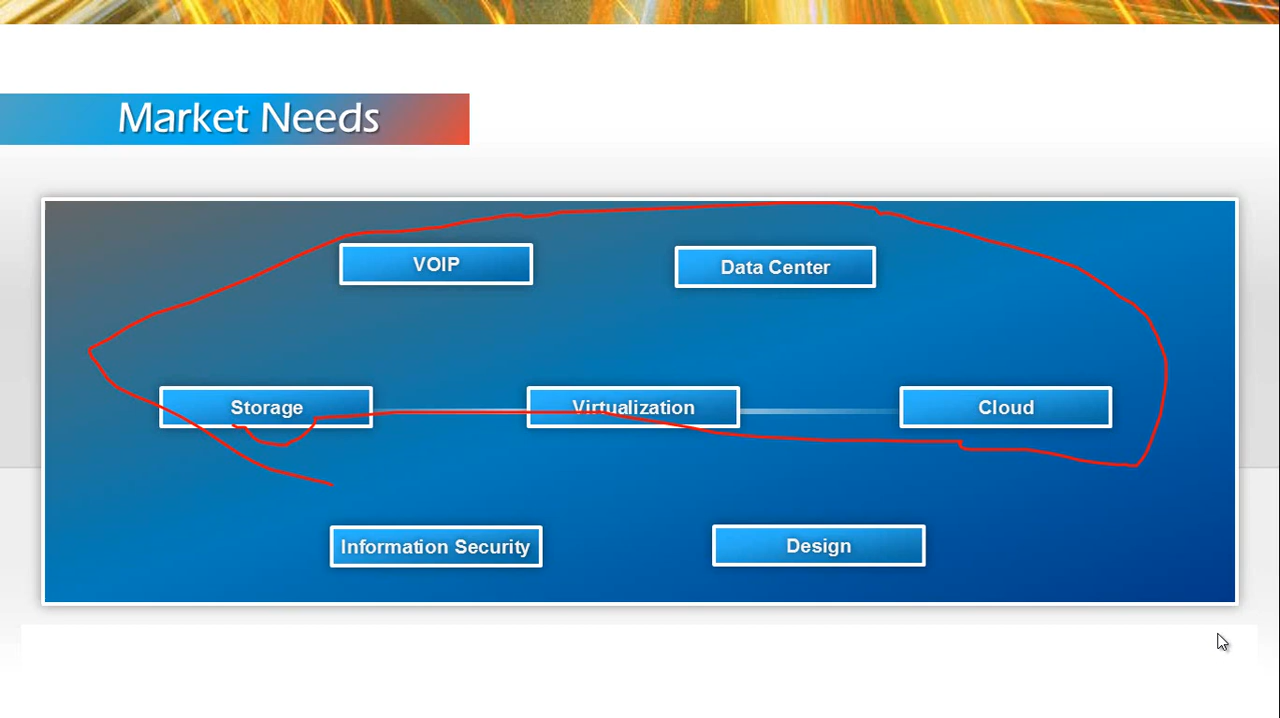 Market Needs
VOIP
Data Center
Storage
Virtualization
Cloud
Information Security
Design